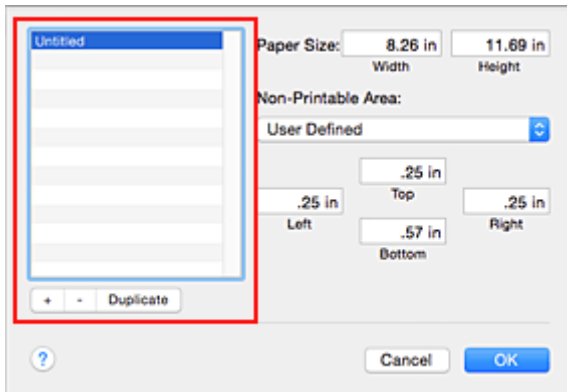 Untitled
Paper Size: 8.26 in 11.69 in
Width Height
Non-Printable Area:
User Defined
.25 in
Top
.25 in .25 in
Left Right
.57 in
Bottom
+ - Duplicate
? Cancel OK